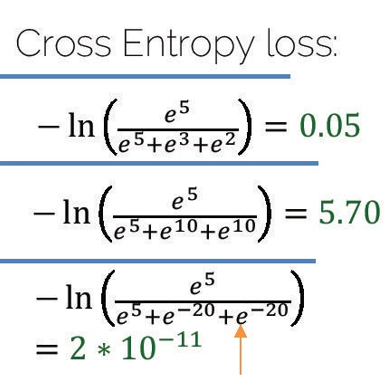 Cross Entropy loss:
− ln(e^5/(e^5+e^3+e^2)) = 0.05
− ln(e^5/(e^5+e^10+e^10)) = 5.70
− ln(e^5/(e^5+e^−20+e^−20))
= 2 * 10^−11